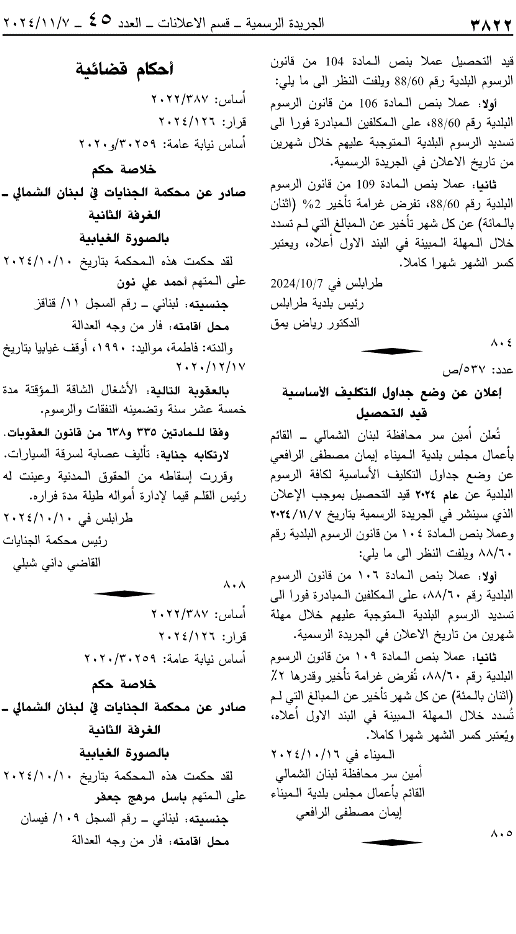 ٣٨٢٢
الجريدة الرسمية ــ قسم الاعلانات ــ العدد ٤٥ ــ ٢٠٢٤/١١/٧
قيد التحصيل عملا بنص المادة 104 من قانون
الرسوم البلدية رقم 88/60 ويلفت النظر الى ما يلي:
أولا: عملا بنص المادة 106 من قانون الرسوم
البلدية رقم 88/60، على المكلفين المبادرة فورا الى
تسديد الرسوم البلدية المتوجبة عليهم خلال شهرين
من تاريخ الاعلان في الجريدة الرسمية.
ثانيا: عملا بنص المادة 109 من قانون الرسوم
البلدية رقم 88/60، تفرض غرامة تأخير 2% (اثنان
بالمائة) عن كل شهر تأخير عن المبالغ التي لم تسدد
خلال المهلة المبينة في البند الاول أعلاه، ويعتبر
كسر الشهر شهرا كاملا.
طرابلس في 2024/10/7
رئيس بلدية طرابلس
الدكتور رياض يمق
٨٠٤
عدد: ٥٣٧/ص
إعلان عن وضع جداول التكليف الأساسية
قيد التحصيل
تُعلن أمين سر محافظة لبنان الشمالي ــ القائم
بأعمال مجلس بلدية الميناء إيمان مصطفى الرافعي
عن وضع جداول التكليف الأساسية لكافة الرسوم
البلدية عن عام ٢٠٢٤ قيد التحصيل بموجب الإعلان
الذي سينشر في الجريدة الرسمية بتاريخ ٢٠٢٤/١١/٧
وعملا بنص المادة ١٠٤ من قانون الرسوم البلدية رقم
٨٨/٦٠ ويلفت النظر الى ما يلي:
أولا: عملا بنص المادة ١٠٦ من قانون الرسوم
البلدية رقم ٨٨/٦٠، على المكلفين المبادرة فورا الى
تسديد الرسوم البلدية المتوجبة عليهم خلال مهلة
شهرين من تاريخ الاعلان في الجريدة الرسمية.
ثانيا: عملا بنص المادة ١٠٩ من قانون الرسوم
البلدية رقم ٨٨/٦٠، تُفرض غرامة تأخير وقدرها ٢٪
(اثنان بالمئة) عن كل شهر تأخير عن المبالغ التي لم
تُسدد خلال المهلة المبينة في البند الاول أعلاه،
ويُعتبر كسر الشهر شهرا كاملا.
الميناء في ٢٠٢٤/١٠/١٦
أمين سر محافظة لبنان الشمالي
القائم بأعمال مجلس بلدية الميناء
إيمان مصطفى الرافعي
٨٠٥
أحكام قضائية
أساس: ٢٠٢٢/٣٨٧
قرار: ٢٠٢٤/١٢٦
أساس نيابة عامة: ٣٠٢٥٩/و٢٠٢٠
خلاصة حكم
صادر عن محكمة الجنايات في لبنان الشمالي ــ
الغرفة الثانية
بالصورة الغيابية
لقد حكمت هذه المحكمة بتاريخ ٢٠٢٤/١٠/١٠
على المتهم أحمد علي نون
جنسيته: لبناني ــ رقم السجل ١١/ قنافز
محل اقامته: فار من وجه العدالة
والدته: فاطمة، مواليد: ١٩٩٠، أوقف غيابيا بتاريخ
٢٠٢٠/١٢/١٧
بالعقوبة التالية: الأشغال الشاقة المؤقتة مدة
خمسة عشر سنة وتضمينه النفقات والرسوم.
وفقا للمادتين ٣٣٥ و٦٣٨ من قانون العقوبات.
لارتكابه جناية: تأليف عصابة لسرقة السيارات.
وقررت إسقاطه من الحقوق المدنية وعينت له
رئيس القلم قيما لإدارة أمواله طيلة مدة فراره.
طرابلس في ٢٠٢٤/١٠/١٠
رئيس محكمة الجنايات
القاضي داني شبلي
٨٠٨
أساس: ٢٠٢٢/٣٨٧
قرار: ٢٠٢٤/١٢٦
أساس نيابة عامة: ٢٠٢٠/٣٠٢٥٩
خلاصة حكم
صادر عن محكمة الجنايات في لبنان الشمالي ــ
الغرفة الثانية
بالصورة الغيابية
لقد حكمت هذه المحكمة بتاريخ ٢٠٢٤/١٠/١٠
على المتهم باسل مرهج جعفر
جنسيته: لبناني ــ رقم السجل ١٠٩/ فيسان
محل اقامته: فار من وجه العدالة